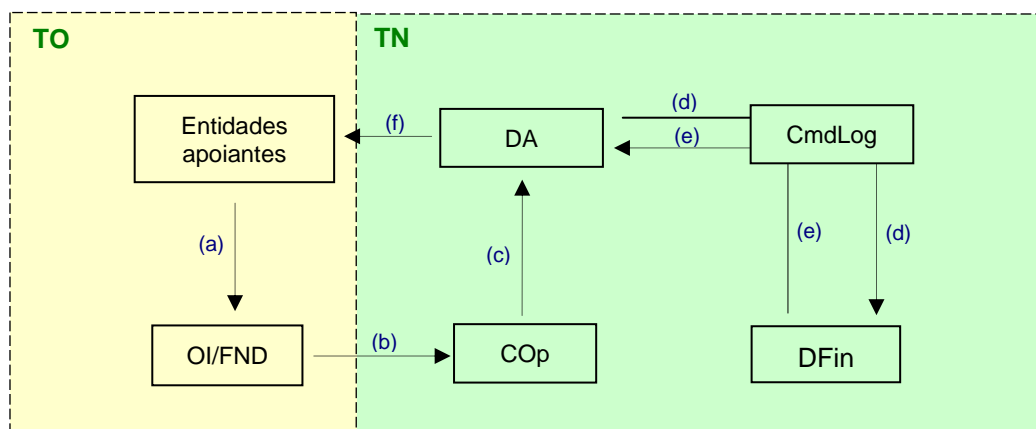 TO
TN
Entidades
apoiantes
(f)
DA
(d)
(e)
CmdLog
(a)
(c)
(e)
(d)
OI/FND
(b)
COp
DFin